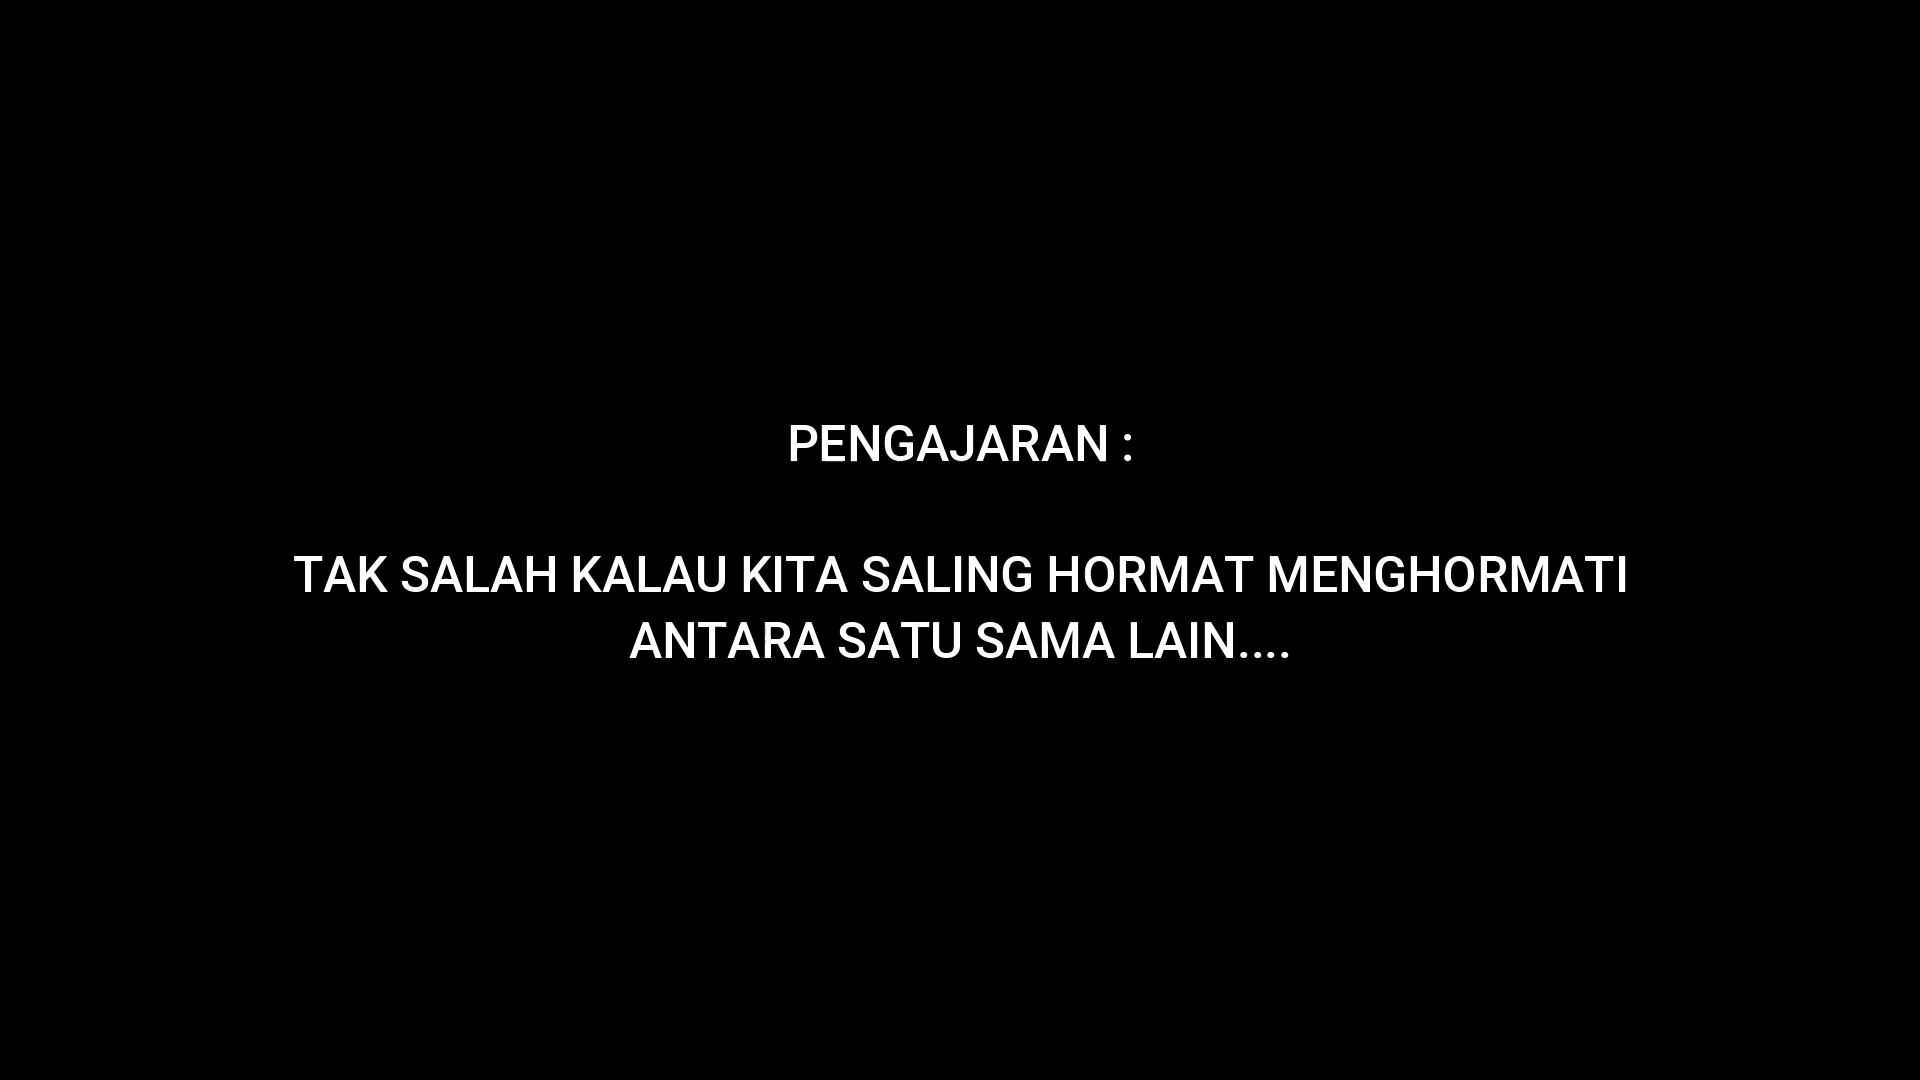 PENGAJARAN :
TAK SALAH KALAU KITA SALING HORMAT MENGHORMATI
ANTARA SATU SAMA LAIN....